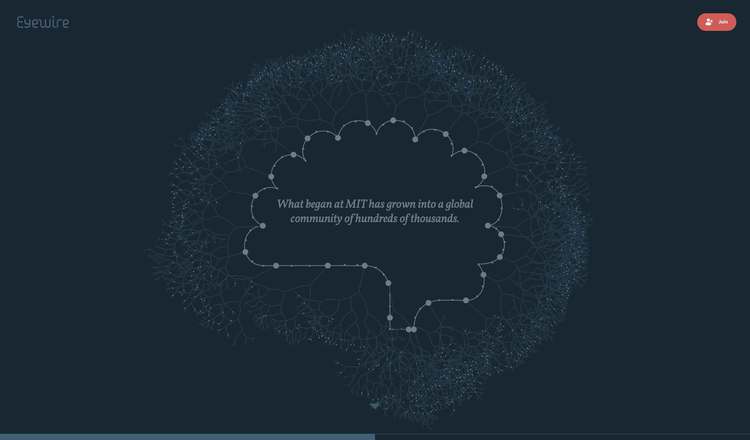 Eyewire
Join
What began at MIT has grown into a global
community of hundreds of thousands.